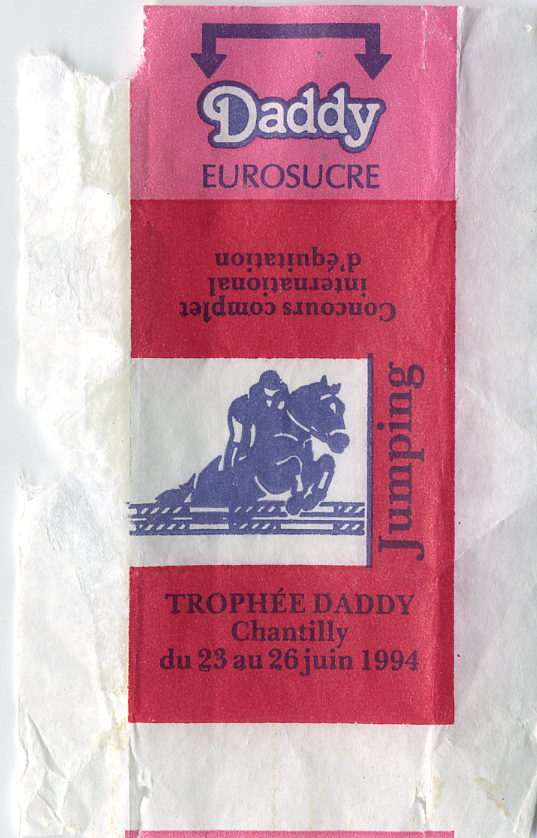 Daddy
EUROSUCRE
Concours complet
international
d'équitation
Jumping
TROPHÉE DADDY
Chantilly
du 23 au 26 juin 1994